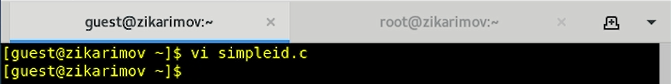 guest@zikarimov:~ × root@zikarimov:~ ×
[guest@zikarimov ~]$ vi simpleid.c
[guest@zikarimov ~]$